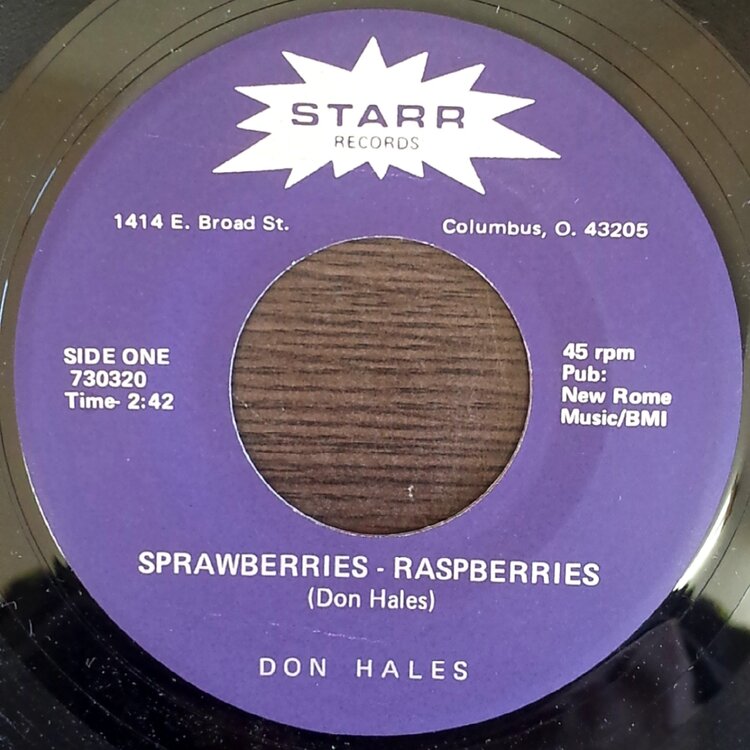 STARR
RECORDS
1414 E. Broad St.
Columbus, O. 43205
SIDE ONE
730320
Time- 2:42
45 rpm
Pub:
New Rome
Music/BMI
SPRAWBERRIES - RASPBERRIES
(Don Hales)
DON HALES